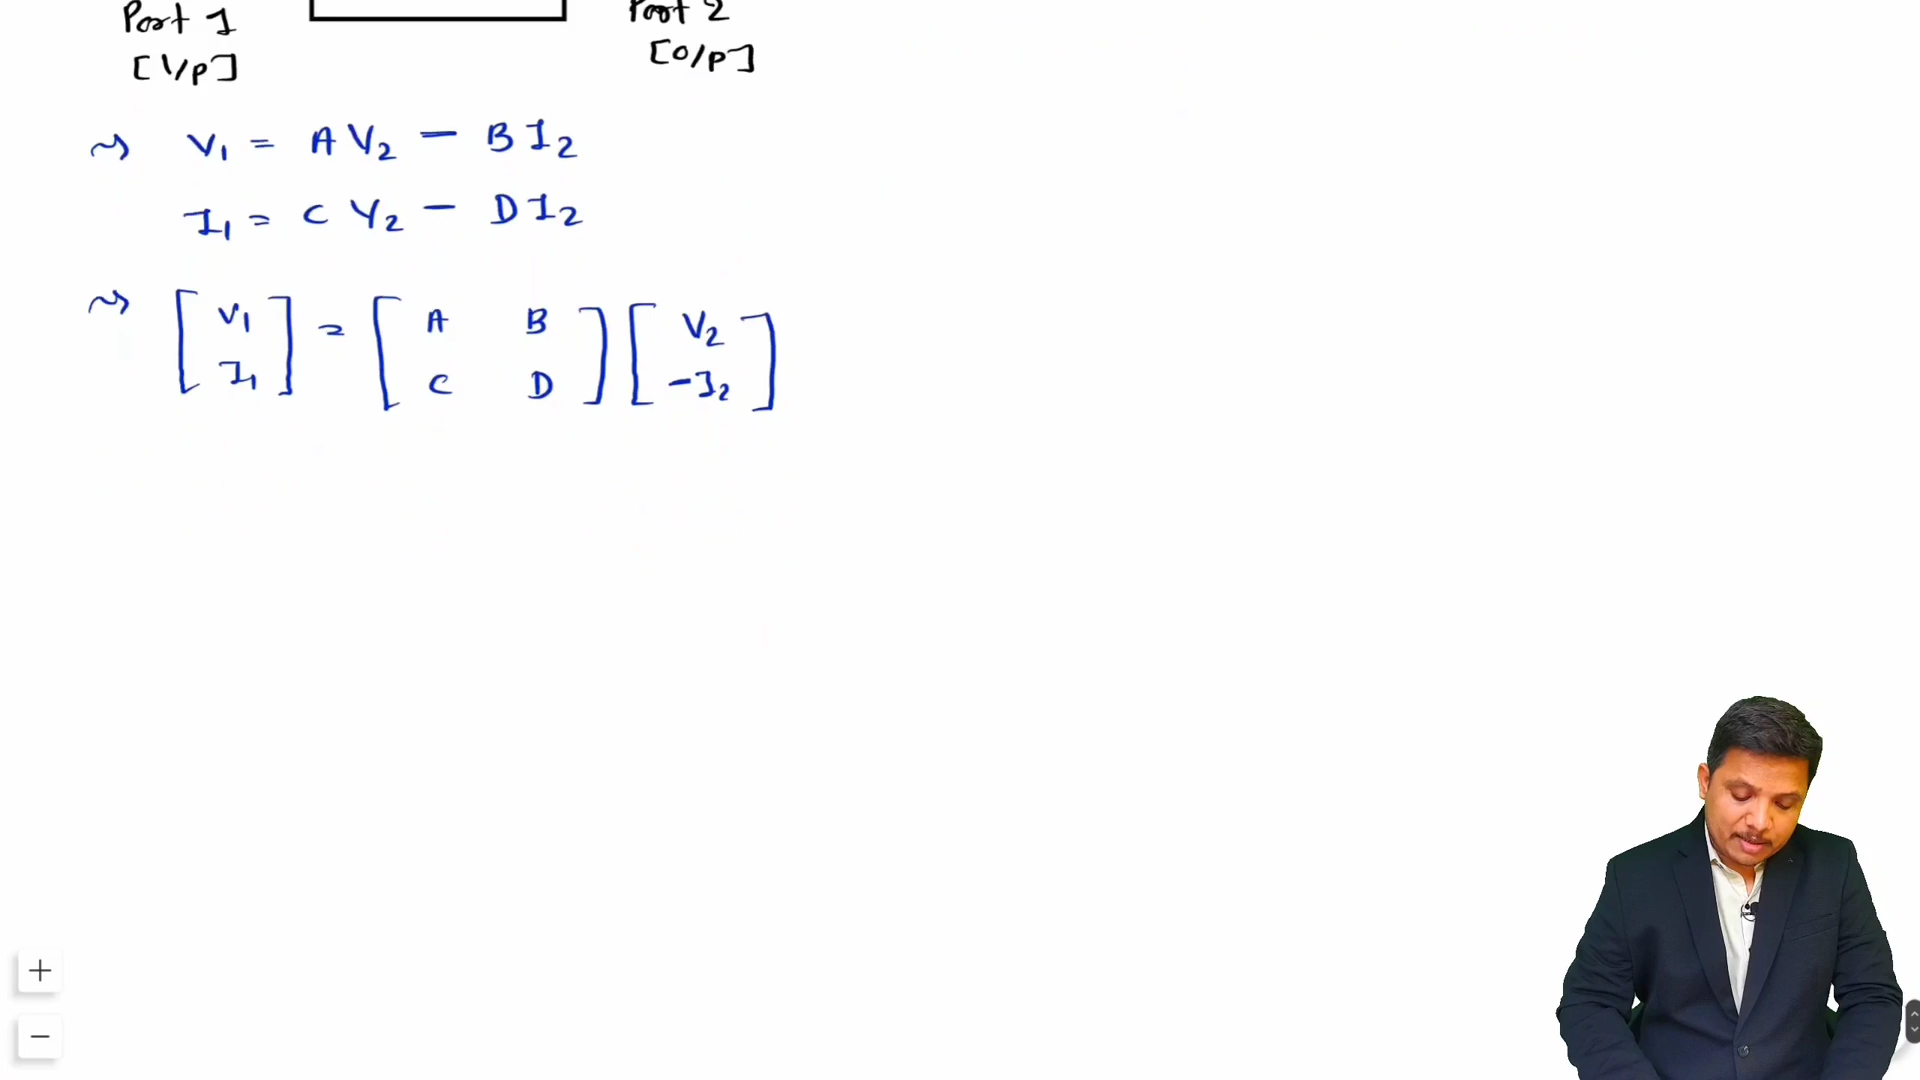 Port 1
Port 2
[I/P]
[O/P]
V₁ = A V₂ − B I₂
I₁ = C V₂ − D I₂
[V₁ I₁] = [A B C D] [V₂ −I₂]
+
−